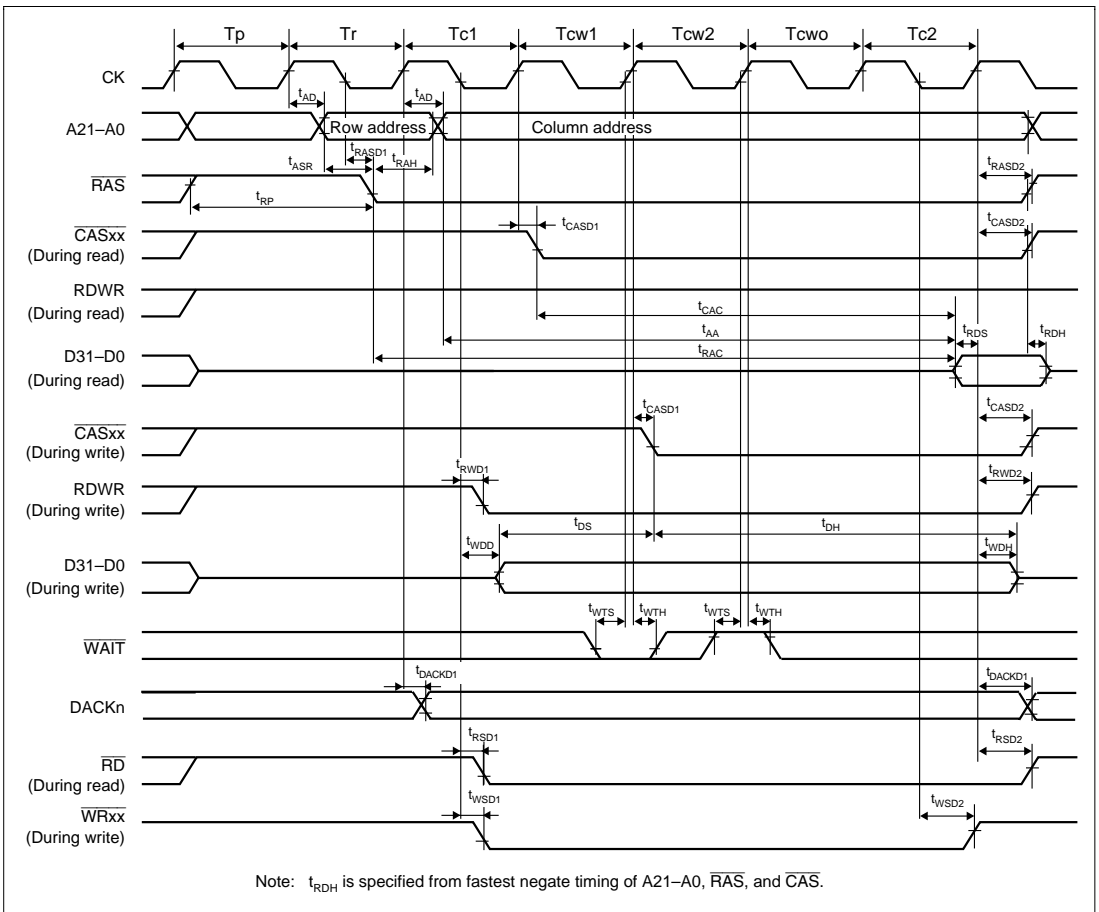 Tp Tr Tc1 Tcw1 Tcw2 Tcwo Tc2
CK
tAD tAD
A21–A0 Row address Column address
tRASD1
tASR tRAH tRASD2
RAS
tRP
CASxx tCASD1 tCASD2
(During read)
RDWR
(During read)
tCAC
tAA tRDS tRDH
D31–D0 tRAC
(During read)
tCASD1 tCASD2
CASxx
(During write)
tRWD1 tRWD2
RDWR
(During write)
tDS tDH
tWDD tWDH
D31–D0
(During write)
tWTS tWTH tWTS tWTH
WAIT
tDACKD1 tDACKD1
DACKn
tRSD1 tRSD2
RD
(During read)
tWSD1 tWSD2
WRxx
(During write)
Note: tRDH is specified from fastest negate timing of A21–A0, RAS, and CAS.